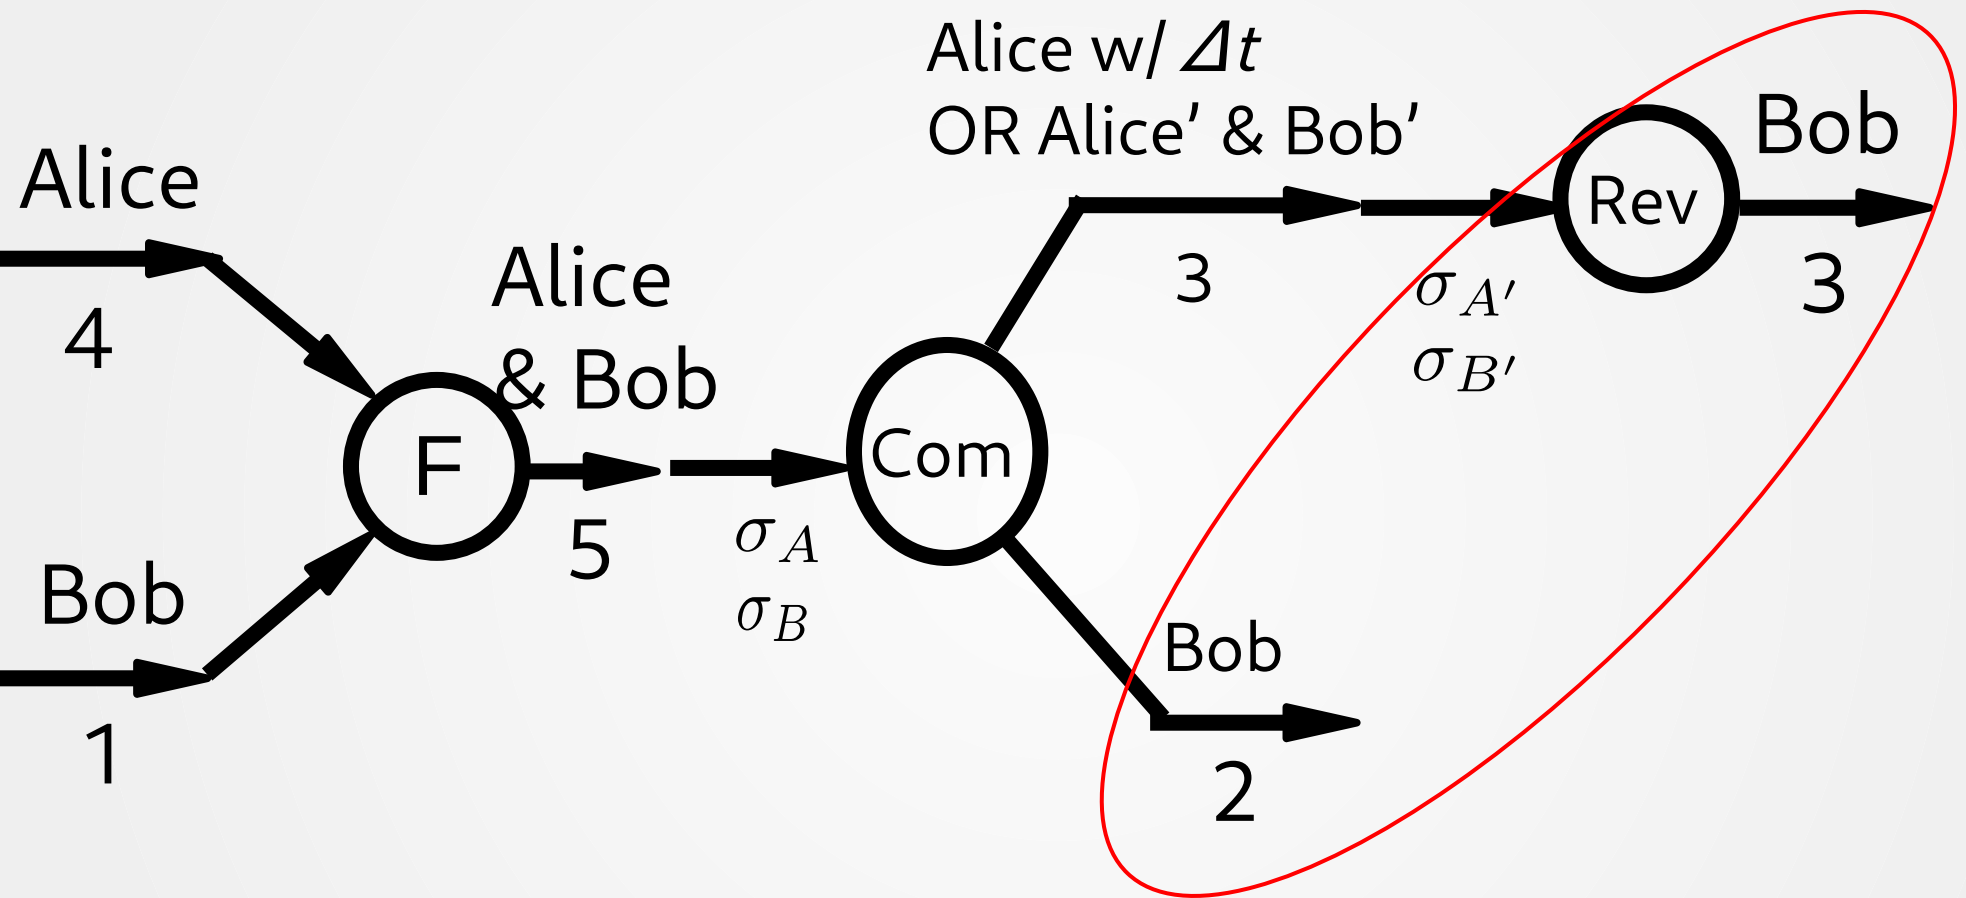 Alice w/ Δt
OR Alice′ & Bob′
Bob
Alice
Rev
4
Alice
& Bob
3
σA′
σB′
3
F
Com
5
σA
σB
Bob
1
Bob
2